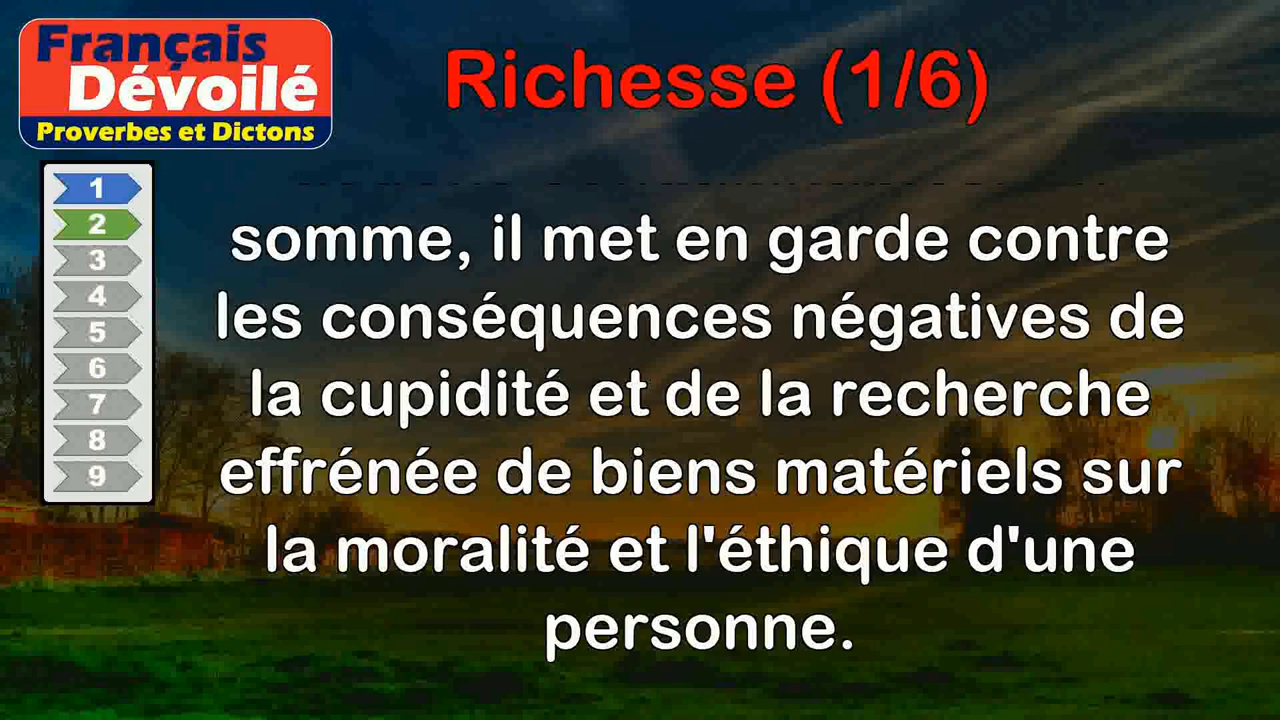 Français
Dévoilé
Proverbes et Dictons
Richesse (1/6)
1
2
3
4
5
6
7
8
9
somme, il met en garde contre
les conséquences négatives de
la cupidité et de la recherche
effrénée de biens matériels sur
la moralité et l'éthique d'une
personne.